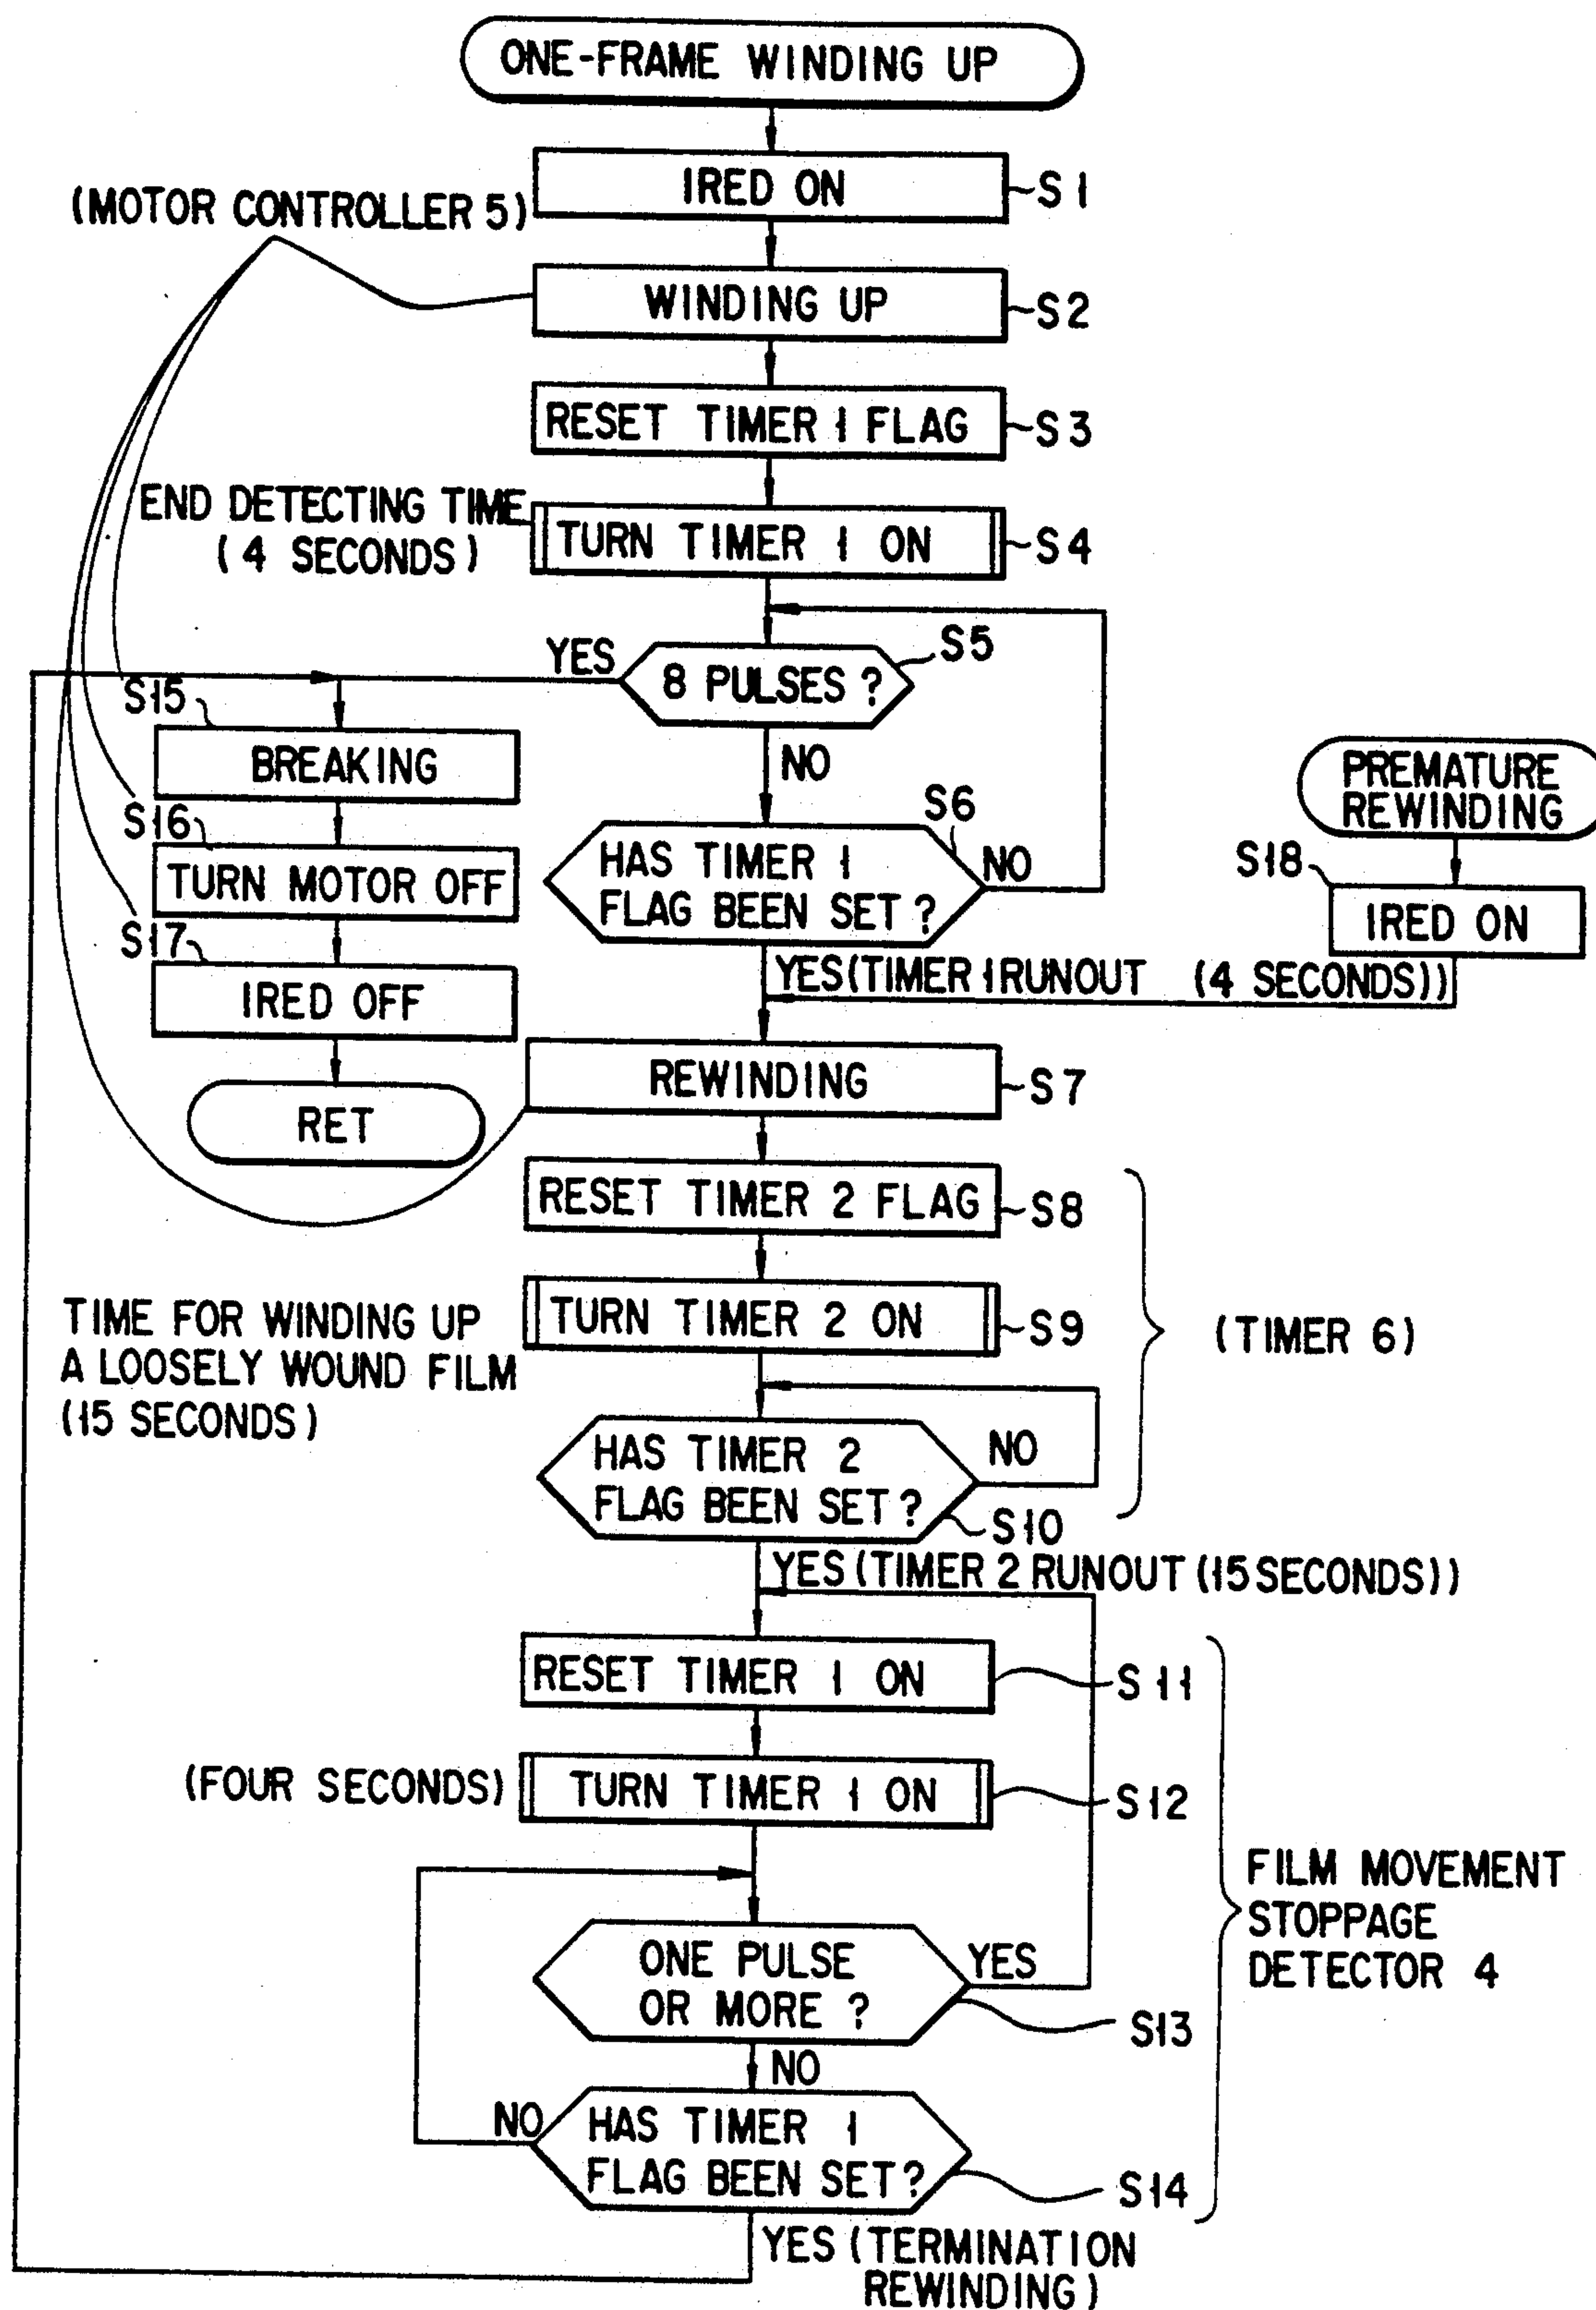 ONE-FRAME WINDING UP
IRED ON
S1
(MOTOR CONTROLLER 5)
WINDING UP
S2
RESET TIMER 1 FLAG
S3
END DETECTING TIME
(4 SECONDS)
TURN TIMER 1 ON
S4
YES
8 PULSES ?
S5
NO
S15
BREAKING
S16
TURN MOTOR OFF
S17
IRED OFF
RET
HAS TIMER 1
FLAG BEEN SET ?
S6
NO
PREMATURE
REWINDING
S18
IRED ON
YES (TIMER 1 RUNOUT (4 SECONDS))
REWINDING
S7
RESET TIMER 2 FLAG
S8
TURN TIMER 2 ON
S9
(TIMER 6)
TIME FOR WINDING UP
A LOOSELY WOUND FILM
(15 SECONDS)
HAS TIMER 2
FLAG BEEN SET ?
NO
S10
YES (TIMER 2 RUNOUT (15 SECONDS))
RESET TIMER 1 ON
S11
(FOUR SECONDS)
TURN TIMER 1 ON
S12
FILM MOVEMENT
STOPPAGE
DETECTOR 4
ONE PULSE
OR MORE ?
YES
S13
NO
NO
HAS TIMER 1
FLAG BEEN SET ?
S14
YES (TERMINATION
REWINDING)